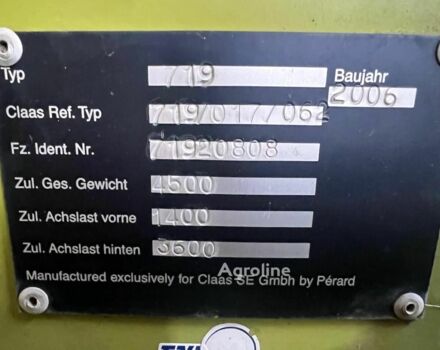 Typ 719 Baujahr
2006
Claas Ref. Typ 719/017/062
Fz. Ident. Nr. 71920808
Zul. Ges. Gewicht 4500
Zul. Achslast vorne 1400
Zul. Achslast hinten 3600
Agroline
Manufactured exclusively for Claas SE Gmbh by Pérard